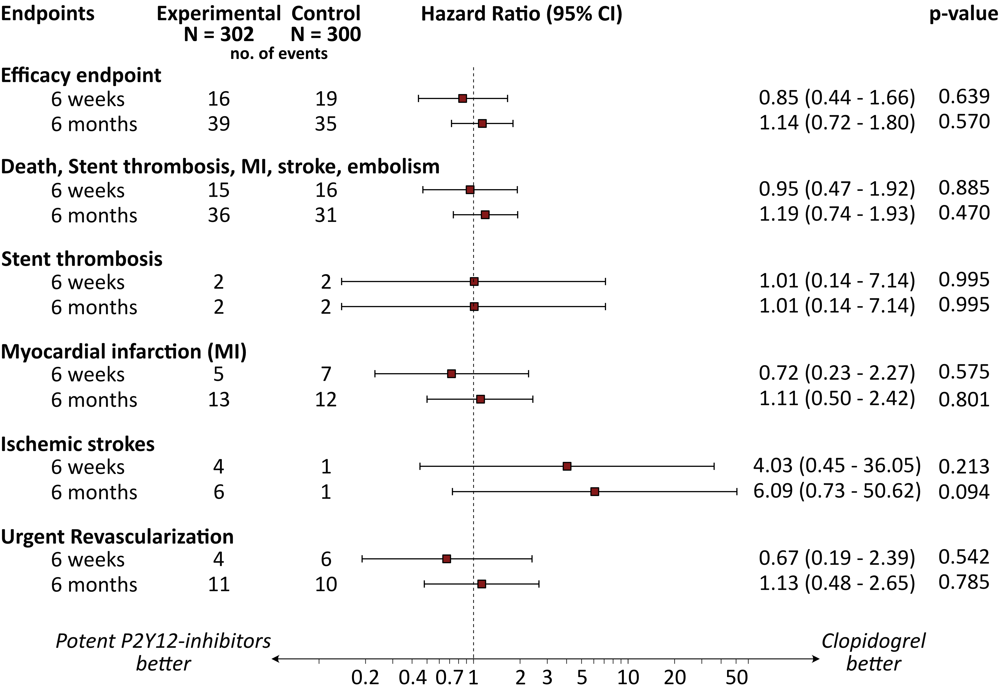 Endpoints Experimental Control Hazard Ratio (95% CI) p-value
N = 302 N = 300
no. of events
Efficacy endpoint
6 weeks 16 19 0.85 (0.44 - 1.66) 0.639
6 months 39 35 1.14 (0.72 - 1.80) 0.570
Death, Stent thrombosis, MI, stroke, embolism
6 weeks 15 16 0.95 (0.47 - 1.92) 0.885
6 months 36 31 1.19 (0.74 - 1.93) 0.470
Stent thrombosis
6 weeks 2 2 1.01 (0.14 - 7.14) 0.995
6 months 2 2 1.01 (0.14 - 7.14) 0.995
Myocardial infarction (MI)
6 weeks 5 7 0.72 (0.23 - 2.27) 0.575
6 months 13 12 1.11 (0.50 - 2.42) 0.801
Ischemic strokes
6 weeks 4 1 4.03 (0.45 - 36.05) 0.213
6 months 6 1 6.09 (0.73 - 50.62) 0.094
Urgent Revascularization
6 weeks 4 6 0.67 (0.19 - 2.39) 0.542
6 months 11 10 1.13 (0.48 - 2.65) 0.785
Potent P2Y12-inhibitors Clopidogrel
better better
0.2 0.4 0.7 1 2 3 5 10 20 50